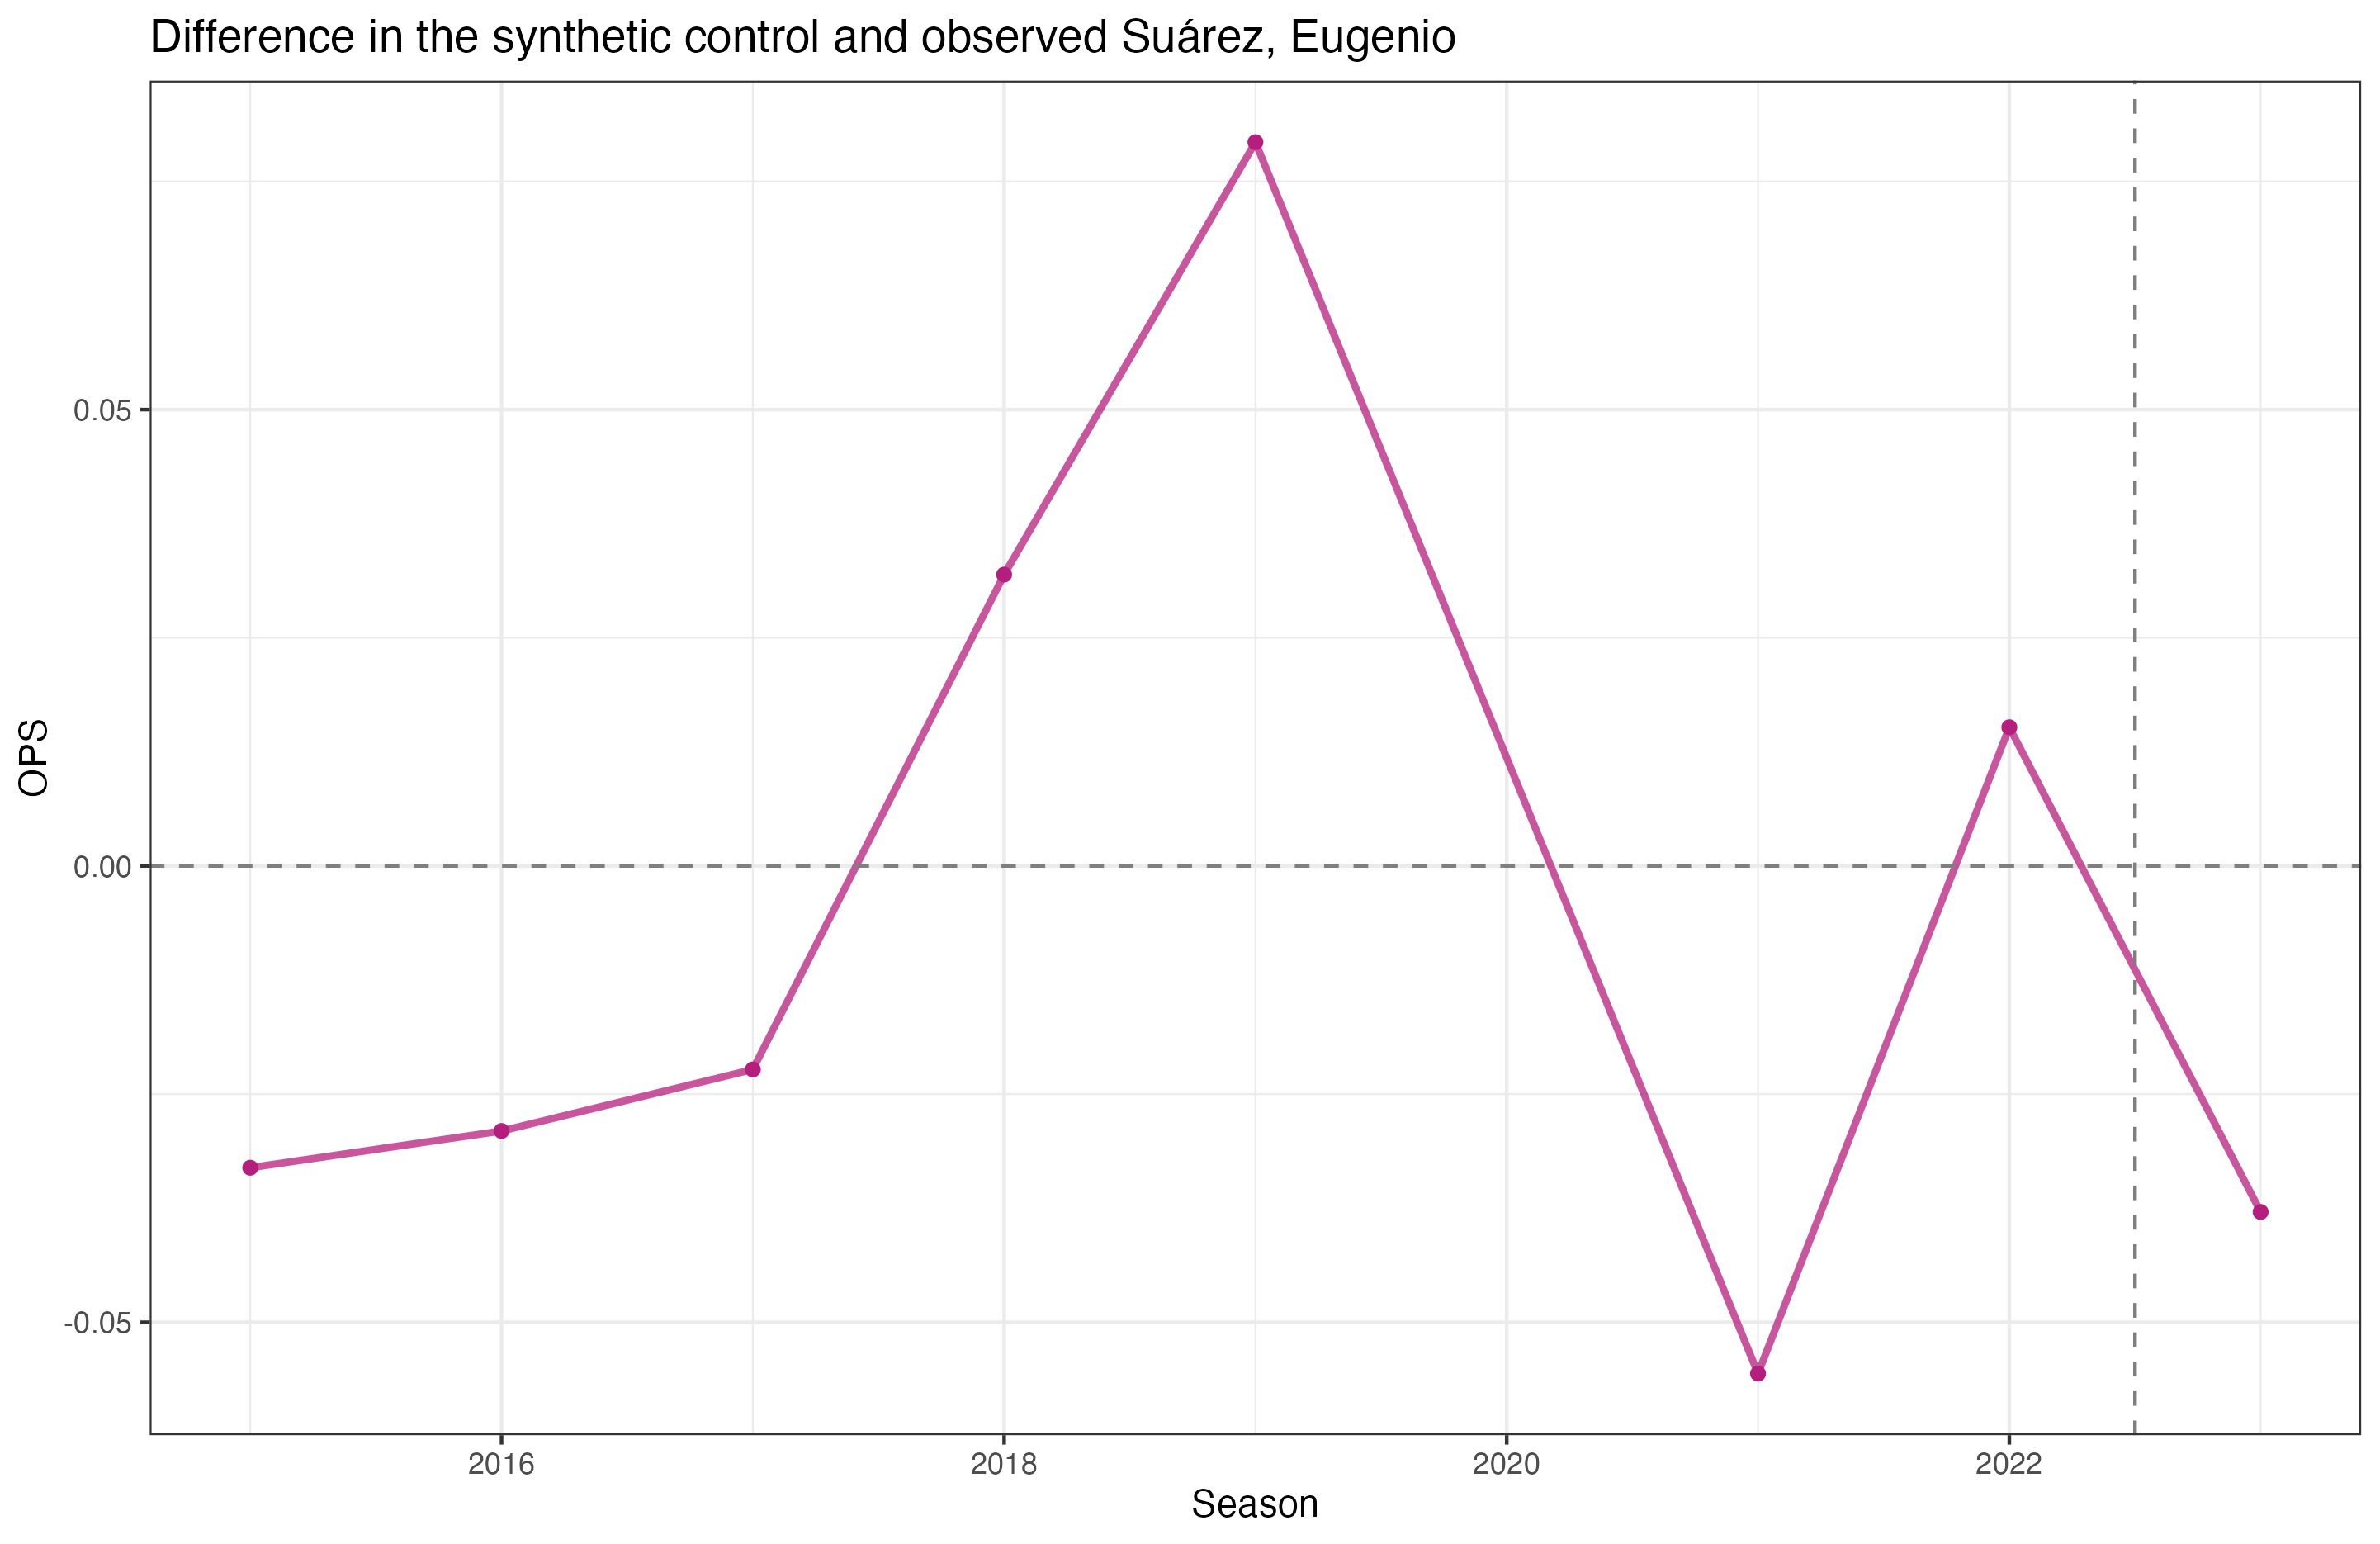 Difference in the synthetic control and observed Suárez, Eugenio
OPS
0.05
0.00
-0.05
2016 2018 2020 2022
Season